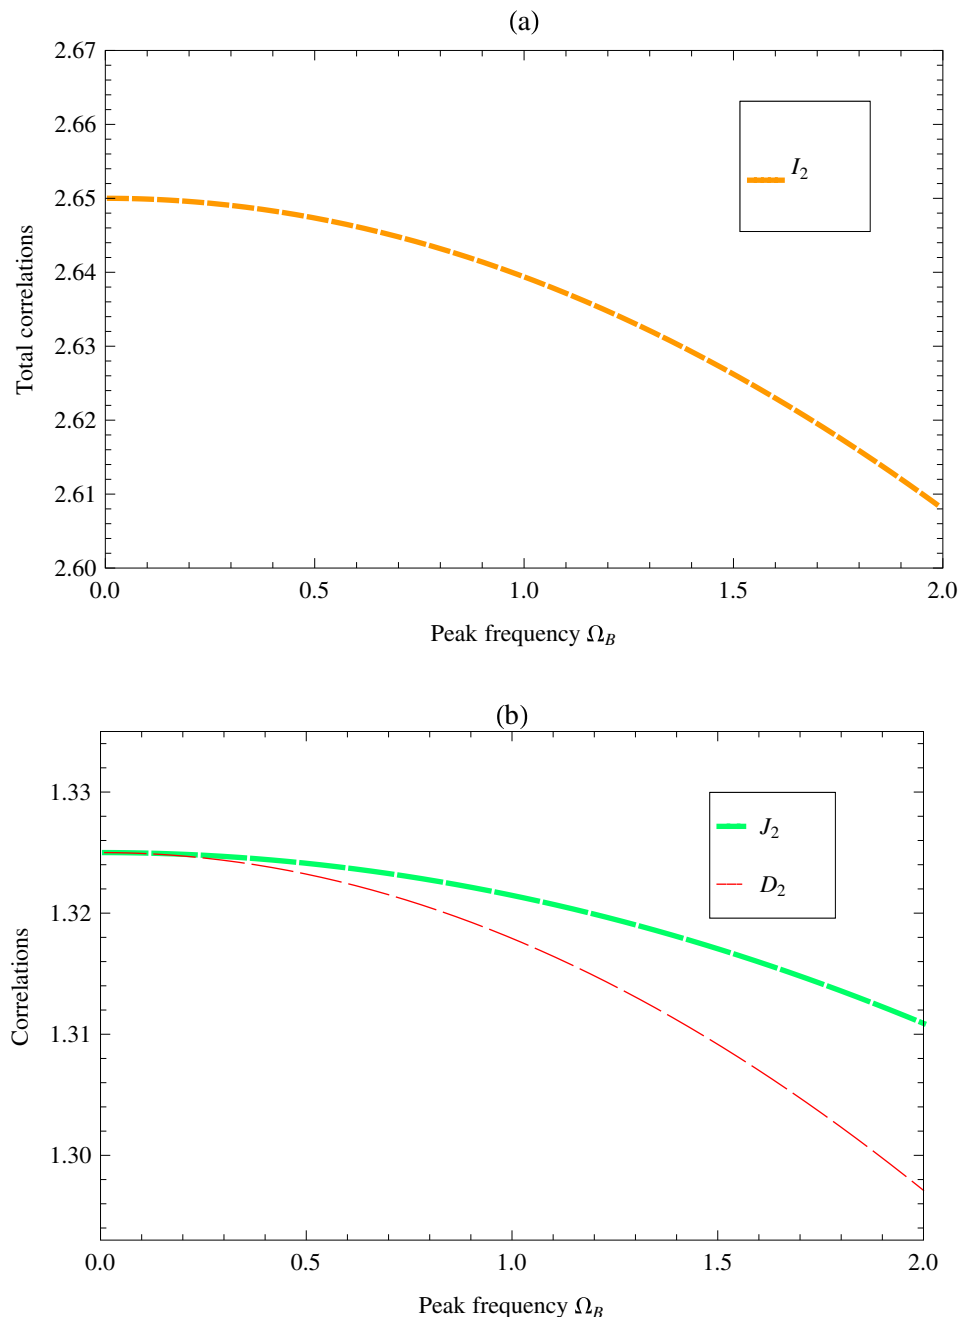 (a)
2.67
2.66
2.65
2.64
2.63
2.62
2.61
2.60
Total correlations
I₂
0.0 0.5 1.0 1.5 2.0
Peak frequency Ω_B
(b)
1.33
1.32
1.31
1.30
Correlations
J₂
D₂
0.0 0.5 1.0 1.5 2.0
Peak frequency Ω_B